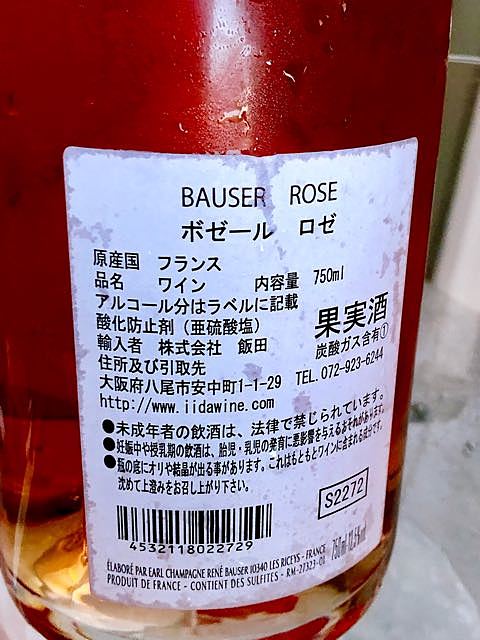 BAUSER ROSE
ボゼール ロゼ
原産国 フランス
品名 ワイン 内容量 750ml
アルコール分はラベルに記載
酸化防止剤（亜硫酸塩）
果実酒
炭酸ガス含有①
輸入者 株式会社 飯田
住所及び引取先
大阪府八尾市安中町1-1-29 TEL.072-923-6244
http://www.iidawine.com
●未成年者の飲酒は、法律で禁じられています。
●妊娠中や授乳期の飲酒は、胎児・乳児の発育に悪影響を与えるおそれがあります。
●瓶の底にオリや結晶が出る事があります。これはもともとワインに含まれる成分です。
沈めて上澄みをお召し上がり下さい。
S2272
4532118022729
ÉLABORÉ PAR EARL CHAMPAGNE RENÉ BAUSER 10340 LES RICEYS - FRANCE
PRODUIT DE FRANCE - CONTIENT DES SULFITES - RM-27323-01
750ml